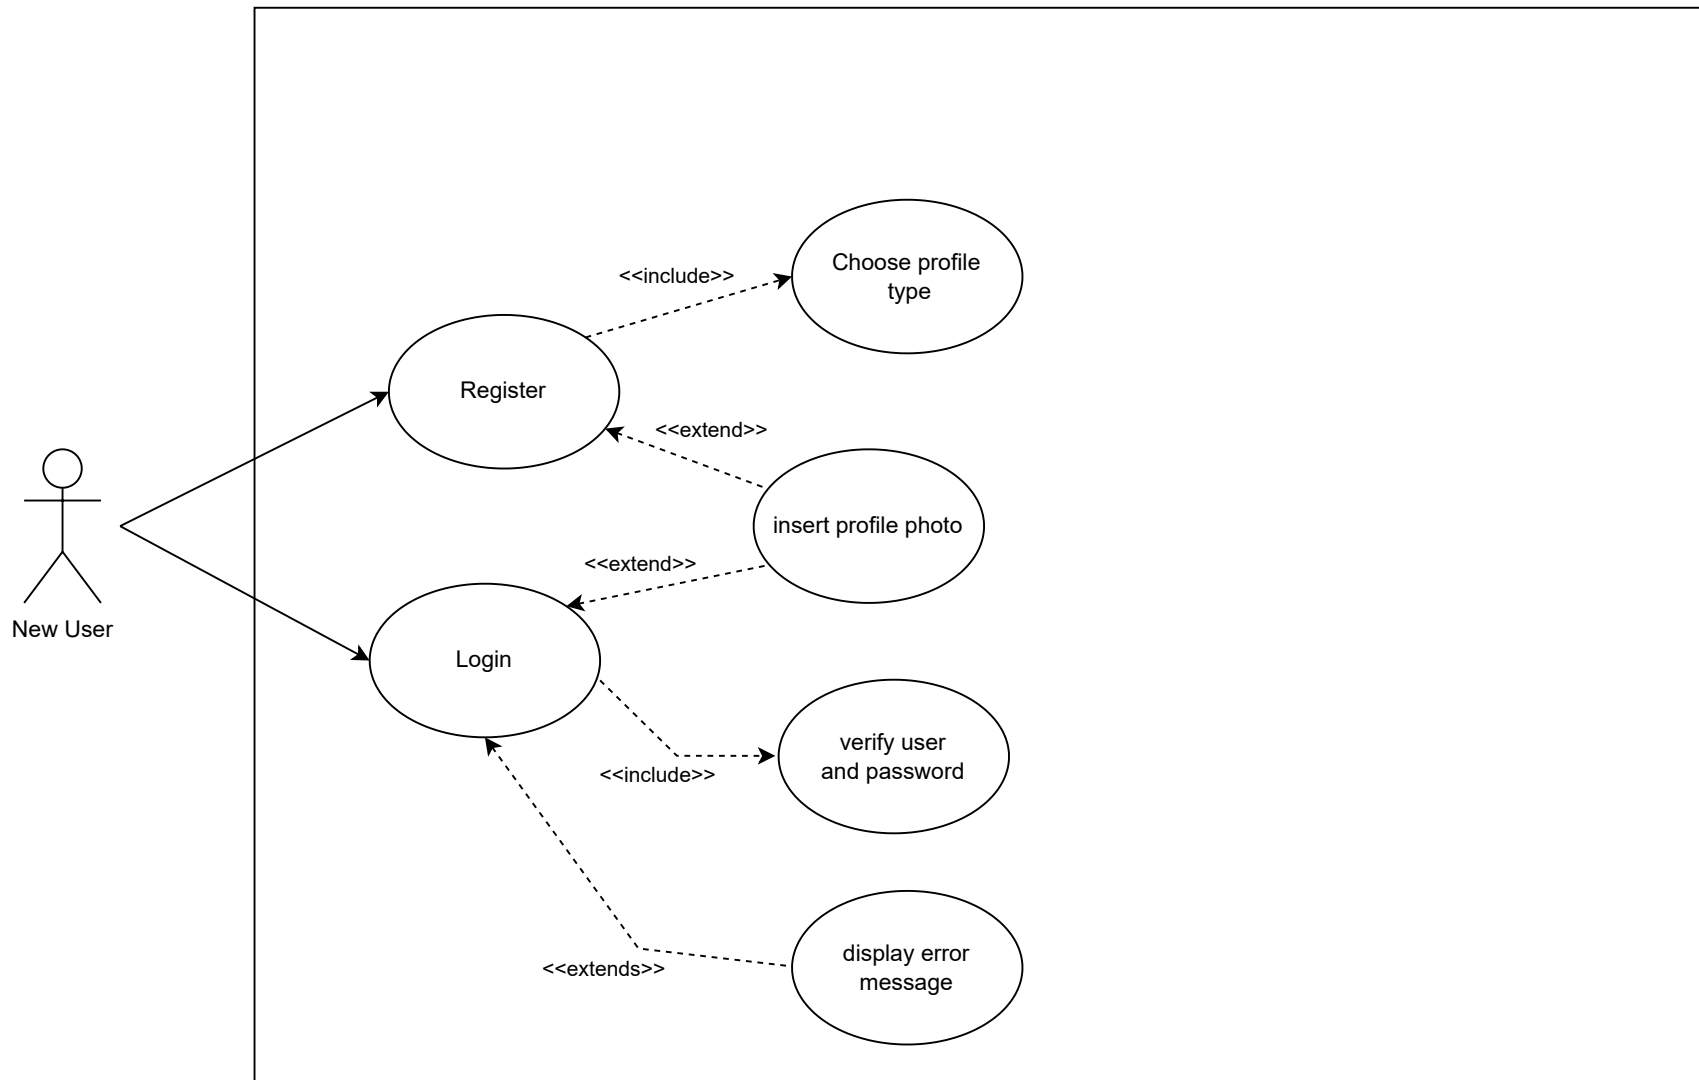 Choose profile
type
<<include>>
Register
<<extend>>
insert profile photo
<<extend>>
New User
Login
verify user
and password
<<include>>
display error
message
<<extends>>